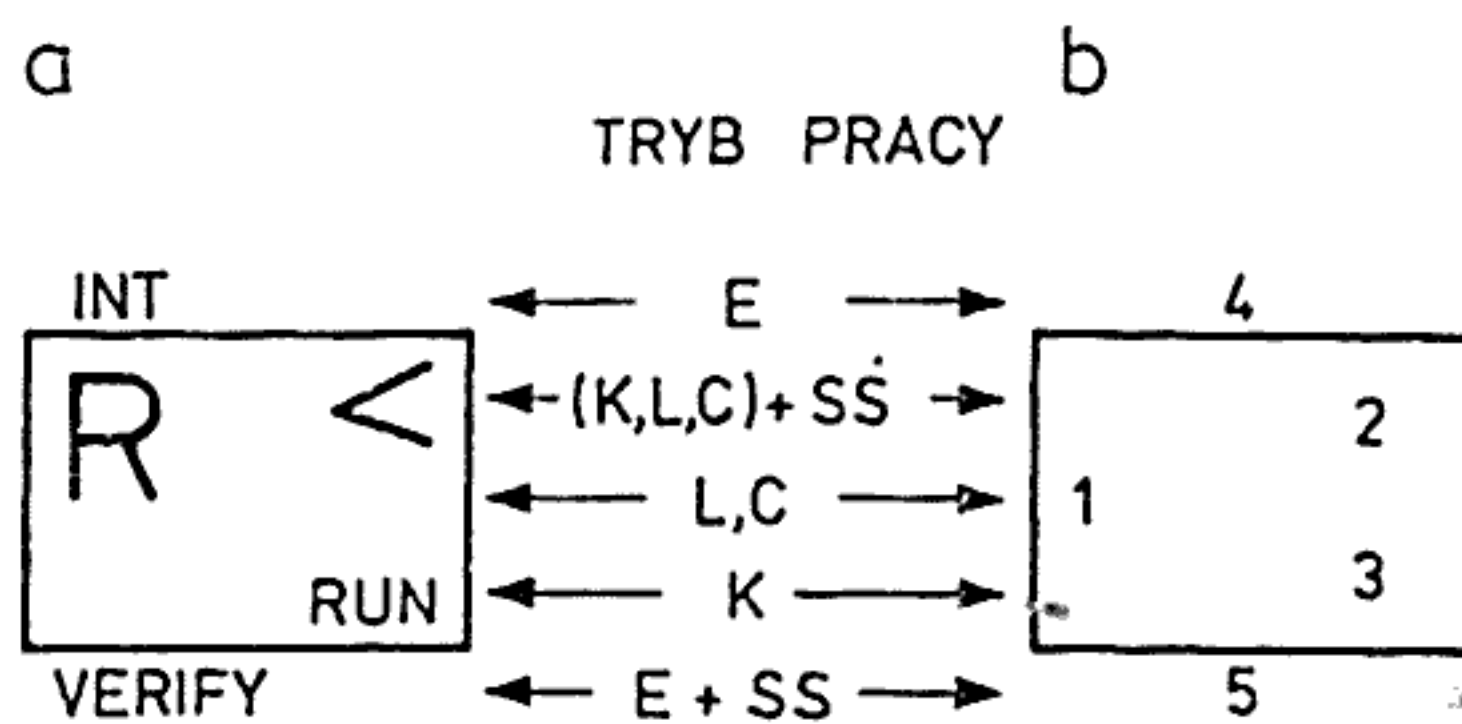 a b
TRYB PRACY
INT E 4
R < (K,L,C)+ SS 2
L,C 1
RUN K 3
VERIFY E + SS 5